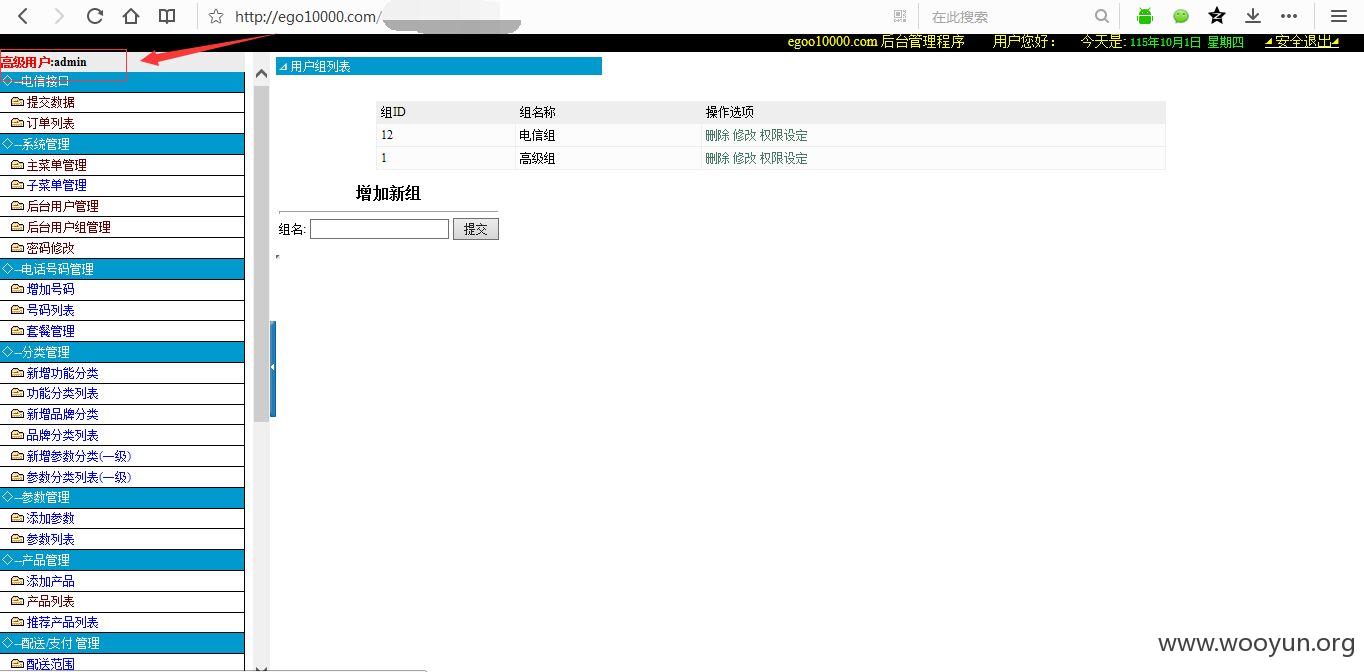 http://ego10000.com/
在此搜索
egoo10000.com 后台管理程序 用户您好: 今天是: 115年10月1日 星期四 安全退出
高级用户:admin
◇--电信接口
提交数据
订单列表
◇--系统管理
主菜单管理
子菜单管理
后台用户管理
后台用户组管理
密码修改
◇--电话号码管理
增加号码
号码列表
套餐管理
◇--分类管理
新增功能分类
功能分类列表
新增品牌分类
品牌分类列表
新增参数分类(一级)
参数分类列表(一级)
◇--参数管理
添加参数
参数列表
◇--产品管理
添加产品
产品列表
推荐产品列表
◇--配送/支付 管理
配送范围
用户组列表
组ID 组名称 操作选项
12 电信组 删除 修改 权限设定
1 高级组 删除 修改 权限设定
增加新组
组名: 提交
www.wooyun.org